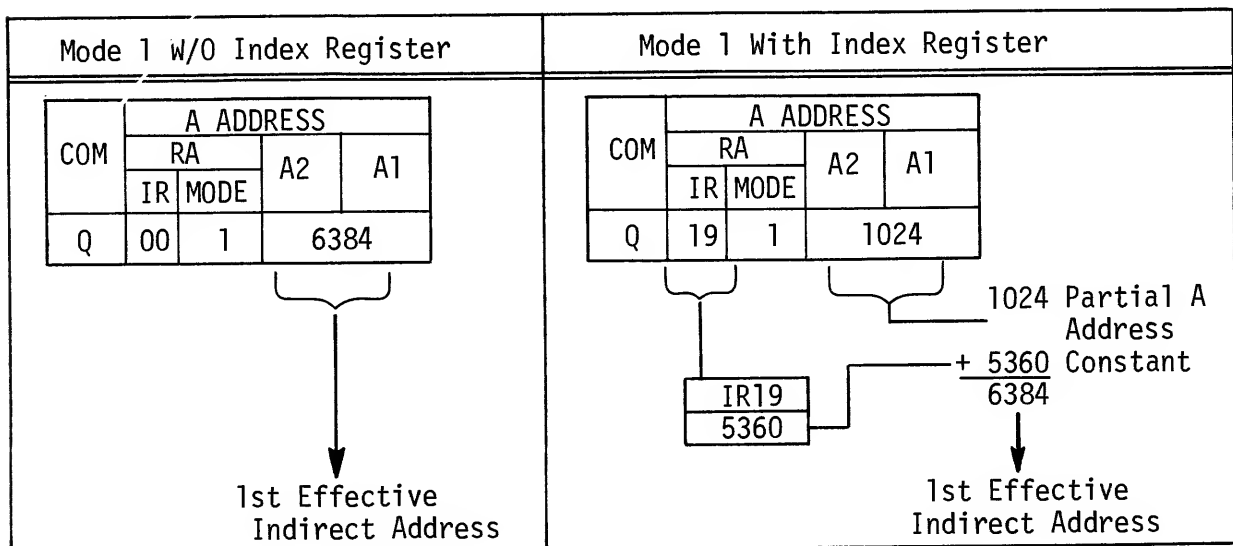 Mode 1 W/O Index Register
COM
A ADDRESS
RA
A2
A1
IR
MODE
Q
00
1
6384
1st Effective
Indirect Address
Mode 1 With Index Register
COM
A ADDRESS
RA
A2
A1
IR
MODE
Q
19
1
1024
1024 Partial A
Address
+ 5360 Constant
6384
IR19
5360
1st Effective
Indirect Address